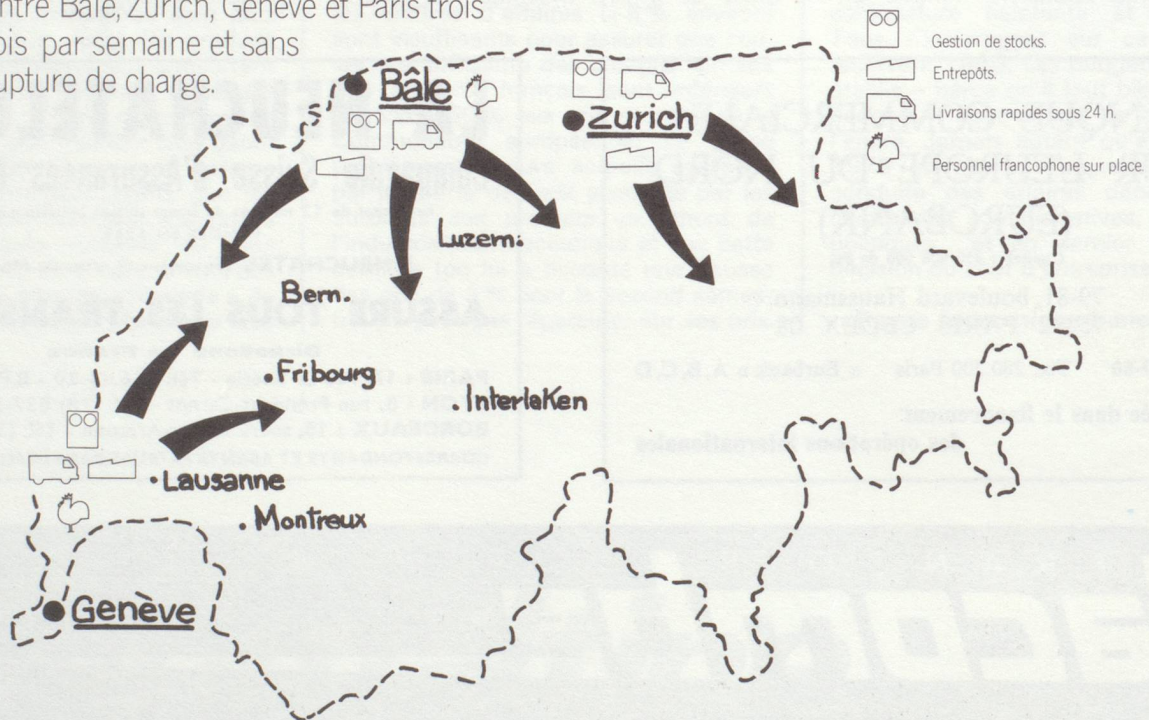 ntre Bâle, Zurich, Genève et Paris trois
ois par semaine et sans
upture de charge.
Gestion de stocks.
Entrepôts.
Livraisons rapides sous 24 h.
Personnel francophone sur place.
Bâle
Zurich
Luzern.
Bern.
Fribourg
Interlaken
Lausanne
Montreux
Genève